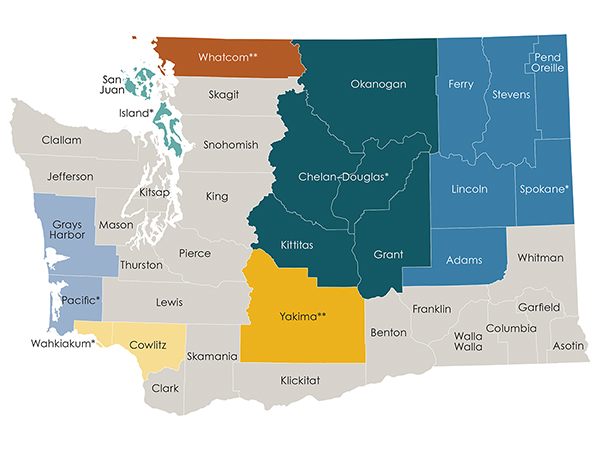 Whatcom**
San
Juan
Island*
Skagit
Okanogan
Ferry
Stevens
Pend
Oreille
Clallam
Snohomish
Jefferson
Chelan-Douglas*
Kitsap
King
Lincoln
Spokane*
Grays
Harbor
Mason
Kittitas
Grant
Adams
Whitman
Thurston
Pierce
Pacific*
Lewis
Yakima**
Franklin
Garfield
Benton
Walla
Walla
Columbia
Asotin
Wahkiakum*
Cowlitz
Skamania
Clark
Klickitat